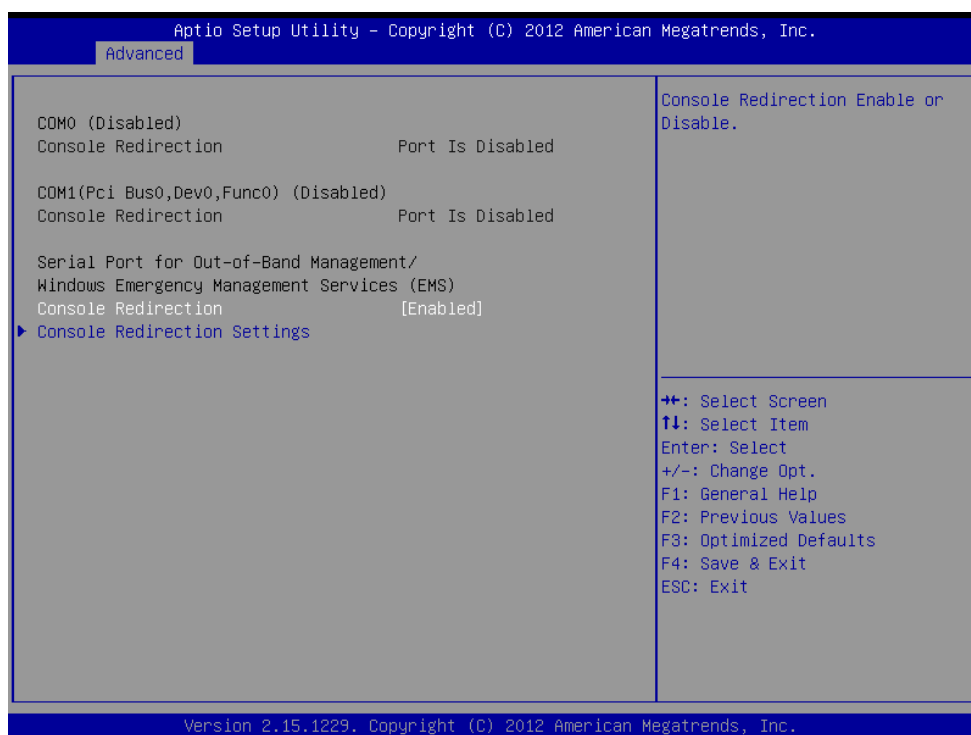 Aptio Setup Utility – Copyright (C) 2012 American Megatrends, Inc.
Advanced
COM0 (Disabled)
Console Redirection Port Is Disabled
COM1(Pci Bus0,Dev0,Func0) (Disabled)
Console Redirection Port Is Disabled
Serial Port for Out-of-Band Management/
Windows Emergency Management Services (EMS)
Console Redirection [Enabled]
Console Redirection Settings
Console Redirection Enable or
Disable.
→←: Select Screen
↑↓: Select Item
Enter: Select
+/-: Change Opt.
F1: General Help
F2: Previous Values
F3: Optimized Defaults
F4: Save & Exit
ESC: Exit
Version 2.15.1229. Copyright (C) 2012 American Megatrends, Inc.